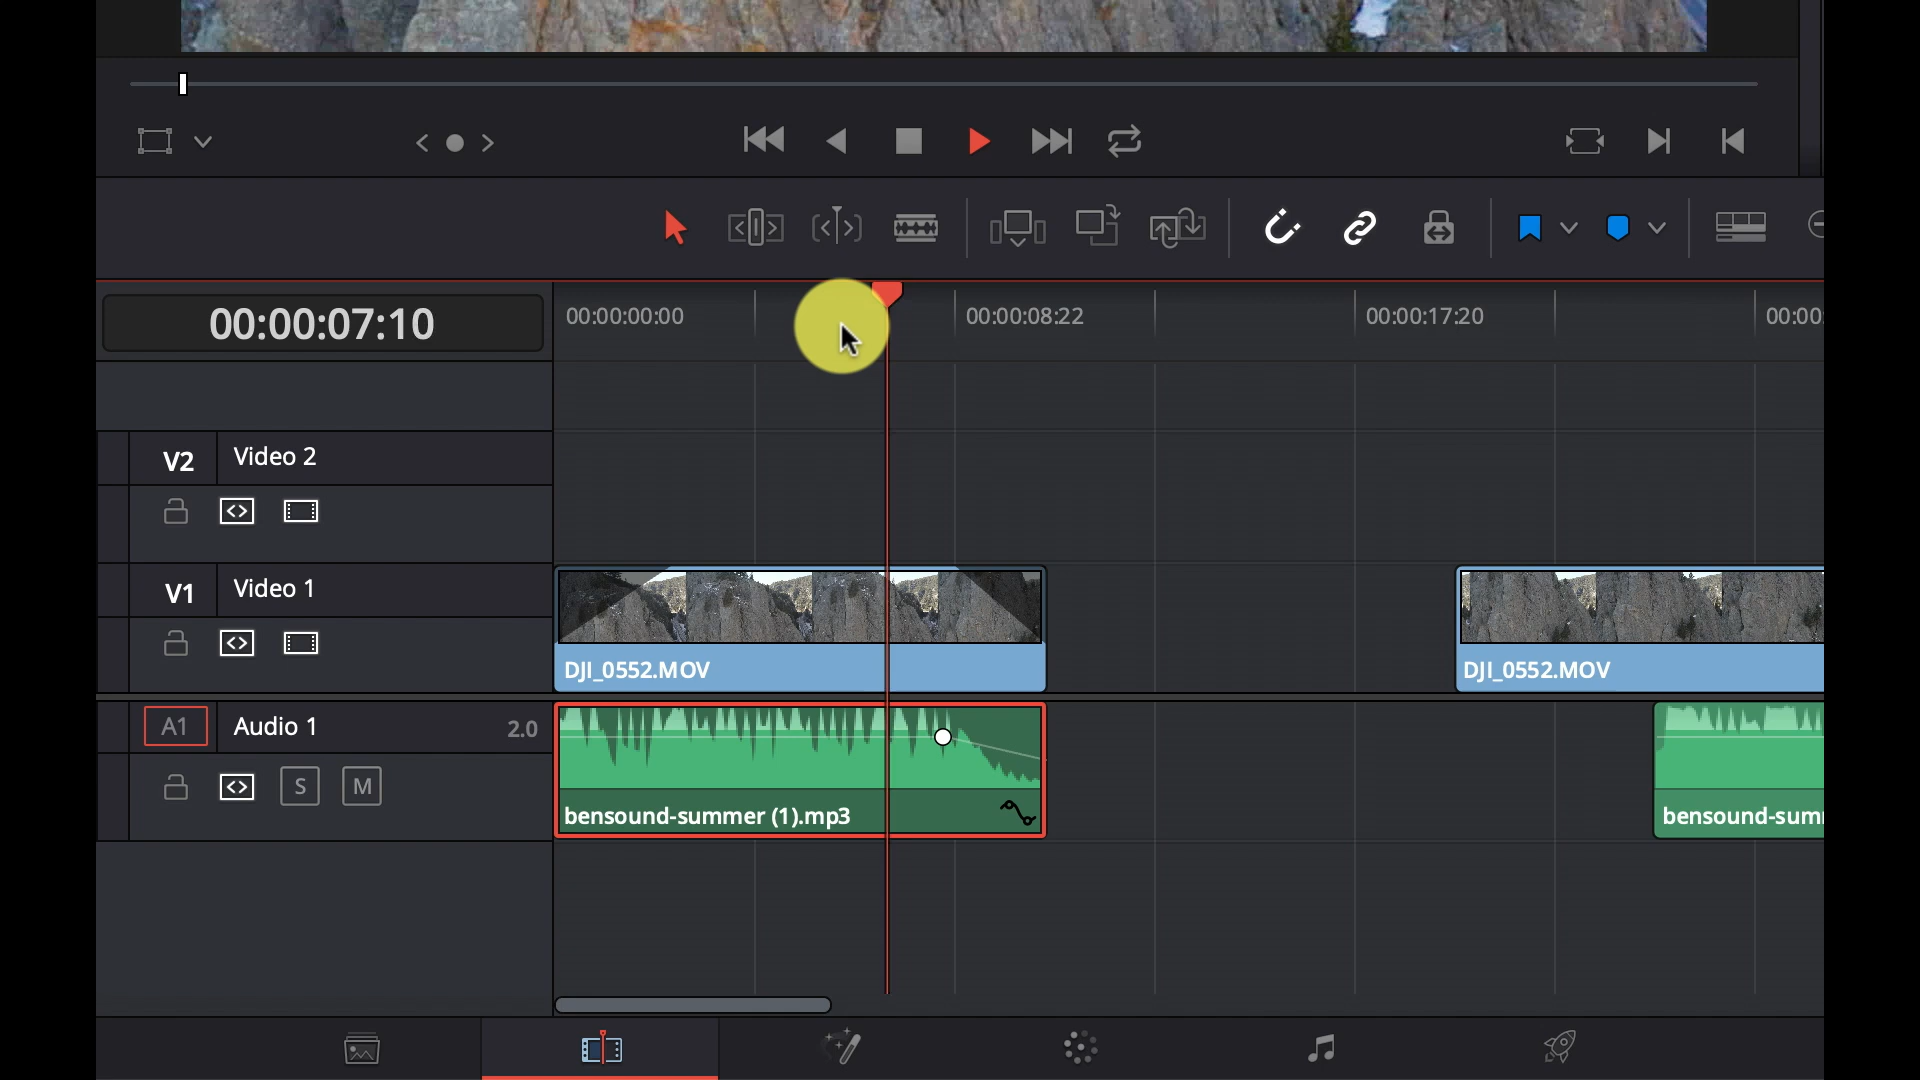 00:00:07:10
00:00:00:00
00:00:08:22
00:00:17:20
00:00
V2 Video 2
V1 Video 1
DJI_0552.MOV
DJI_0552.MOV
A1 Audio 1 2.0
S M
bensound-summer (1).mp3
bensound-sum